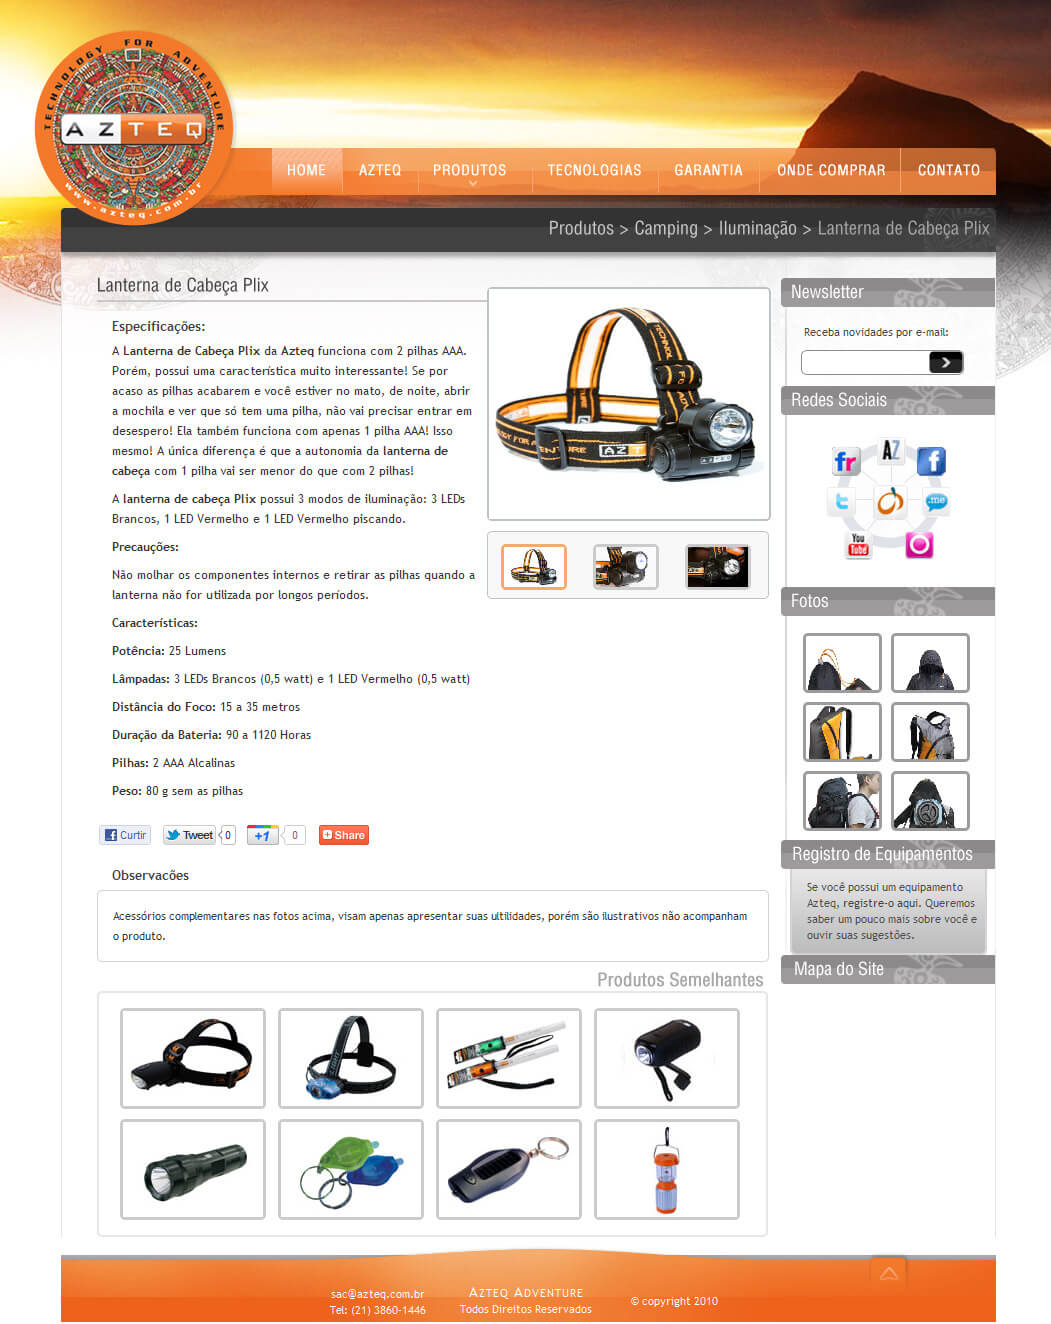 TECHNOLOGY FOR ADVENTURE
AZTEQ
www.azteq.com.br
HOME
AZTEQ
PRODUTOS
TECNOLOGIAS
GARANTIA
ONDE COMPRAR
CONTATO
Produtos > Camping > Iluminação > Lanterna de Cabeça Plix
Lanterna de Cabeça Plix
Especificações:
A Lanterna de Cabeça Plix da Azteq funciona com 2 pilhas AAA.
Porém, possui uma característica muito interessante! Se por
acaso as pilhas acabarem e você estiver no mato, de noite, abrir
a mochila e ver que só tem uma pilha, não vai precisar entrar em
desespero! Ela também funciona com apenas 1 pilha AAA! Isso
mesmo! A única diferença é que a autonomia da lanterna de
cabeça com 1 pilha vai ser menor do que com 2 pilhas!
A lanterna de cabeça Plix possui 3 modos de iluminação: 3 LEDs
Brancos, 1 LED Vermelho e 1 LED Vermelho piscando.
Precauções:
Não molhar os componentes internos e retirar as pilhas quando a
lanterna não for utilizada por longos períodos.
Características:
Potência: 25 Lumens
Lâmpadas: 3 LEDs Brancos (0,5 watt) e 1 LED Vermelho (0,5 watt)
Distância do Foco: 15 a 35 metros
Duração da Bateria: 90 a 1120 Horas
Pilhas: 2 AAA Alcalinas
Peso: 80 g sem as pilhas
Curtir
Tweet 0
+1 0
Share
Observacões
Acessórios complementares nas fotos acima, visam apenas apresentar suas ultilidades, porém são ilustrativos não acompanham
o produto.
Produtos Semelhantes
Newsletter
Receba novidades por e-mail:
Redes Sociais
fr
AZ
f
t
.me
You
Tube
Fotos
Registro de Equipamentos
Se você possui um equipamento
Azteq, registre-o aqui. Queremos
saber um pouco mais sobre você e
ouvir suas sugestões.
Mapa do Site
sac@azteq.com.br
Tel: (21) 3860-1446
AZTEQ ADVENTURE
Todos Direitos Reservados
© copyright 2010